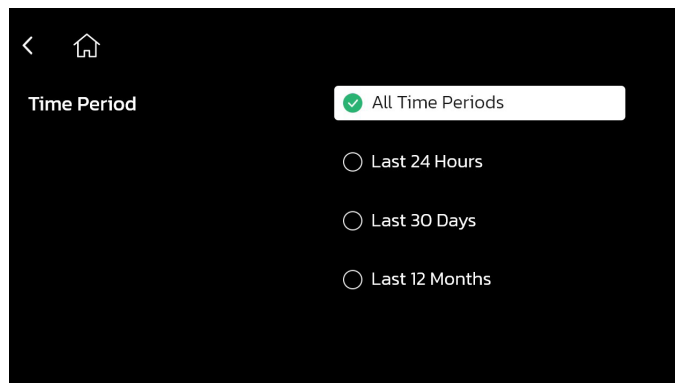 Time Period
All Time Periods
Last 24 Hours
Last 30 Days
Last 12 Months